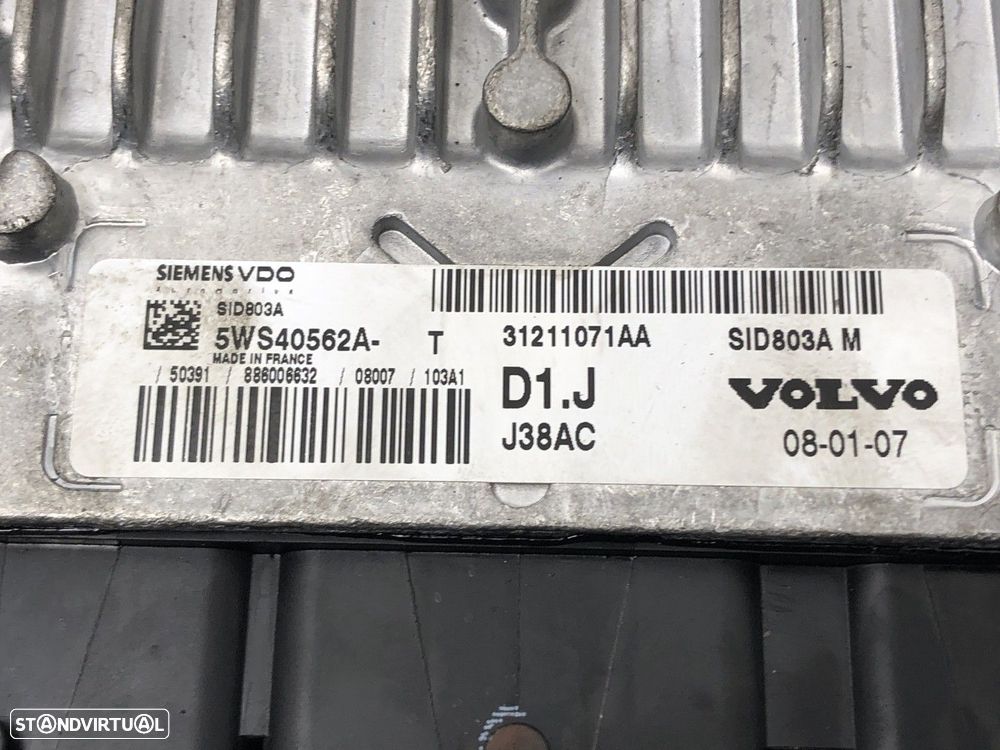 SIEMENS VDO
Automotive
SID803A
5WS40562A- T
MADE IN FRANCE
/ 50391 / 886006632 / 08007 / 103A1
31211071AA
SID803A M
D1.J
VOLVO
J38AC
08-01-07
STANDVIRTUAL